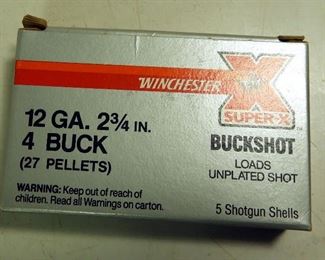 WINCHESTER
X
SUPER-X
12 GA. 2¾ IN.
4 BUCK
(27 PELLETS)
BUCKSHOT
LOADS
UNPLATED SHOT
WARNING: Keep out of reach of
children. Read all Warnings on carton.
5 Shotgun Shells